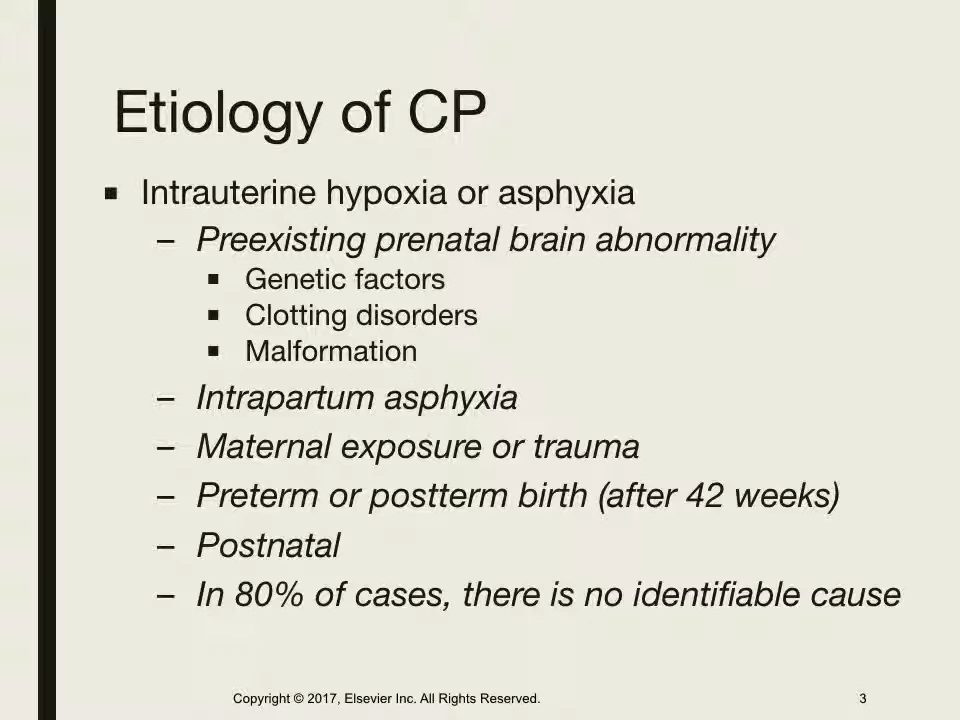 Etiology of CP
■ Intrauterine hypoxia or asphyxia
– Preexisting prenatal brain abnormality
■ Genetic factors
■ Clotting disorders
■ Malformation
– Intrapartum asphyxia
– Maternal exposure or trauma
– Preterm or postterm birth (after 42 weeks)
– Postnatal
– In 80% of cases, there is no identifiable cause
Copyright © 2017, Elsevier Inc. All Rights Reserved. 3